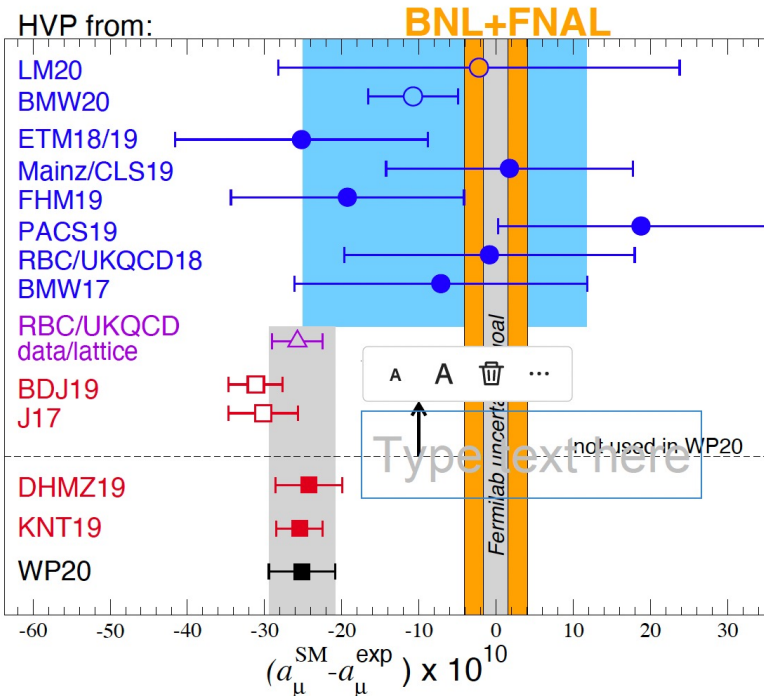 HVP from:
BNL+FNAL
LM20
BMW20
ETM18/19
Mainz/CLS19
FHM19
PACS19
RBC/UKQCD18
BMW17
RBC/UKQCD
data/lattice
BDJ19
J17
A A ...
Type text here
not used in WP20
Fermilab uncerta goal
DHMZ19
KNT19
WP20
-60 -50 -40 -30 -20 -10 0 10 20 30
(a_μ^SM - a_μ^exp) x 10^10